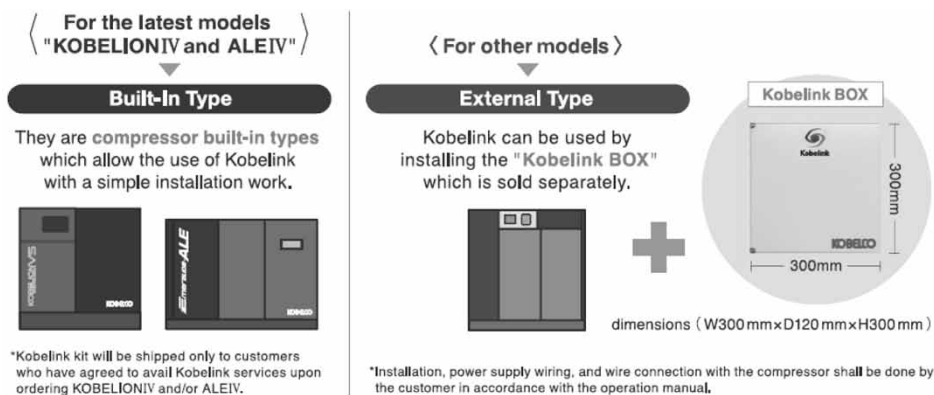 〈 For the latest models
"KOBELIONⅣ and ALEⅣ" 〉
Built-In Type
They are compressor built-in types
which allow the use of Kobelink
with a simple installation work.
Emeraude ALE
KOBELCO
KOBELCO
*Kobelink kit will be shipped only to customers
who have agreed to avail Kobelink services upon
ordering KOBELIONⅣ and/or ALEⅣ.
〈 For other models 〉
External Type
Kobelink can be used by
installing the "Kobelink BOX"
which is sold separately.
Kobelink BOX
Kobelink
KOBELCO
300mm
300mm
dimensions（W300mm×D120mm×H300mm）
*Installation, power supply wiring, and wire connection with the compressor shall be done by
the customer in accordance with the operation manual.